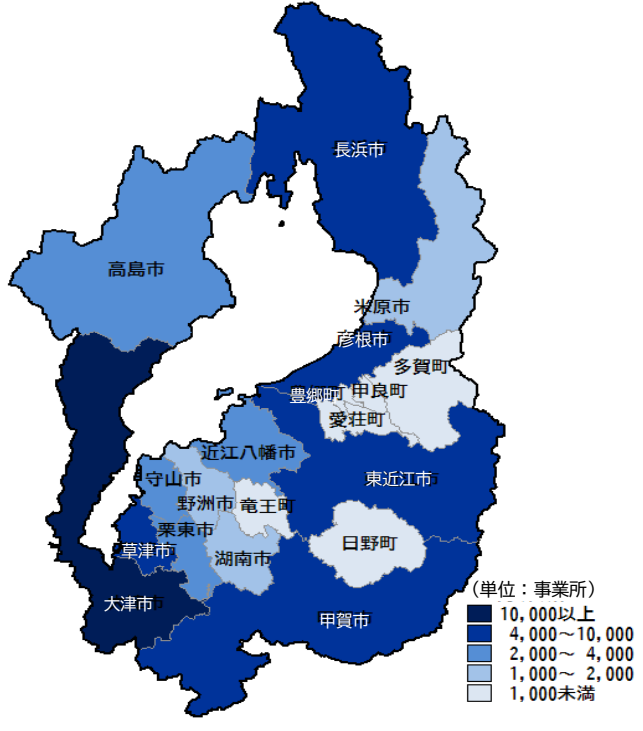 長浜市
高島市
米原市
彦根市
多賀町
豊郷町
甲良町
愛荘町
近江八幡市
東近江市
守山市
野洲市
竜王町
栗東市
草津市
日野町
湖南市
大津市
甲賀市
(単位：事業所)
10,000以上
4,000～10,000
2,000～ 4,000
1,000～ 2,000
1,000未満